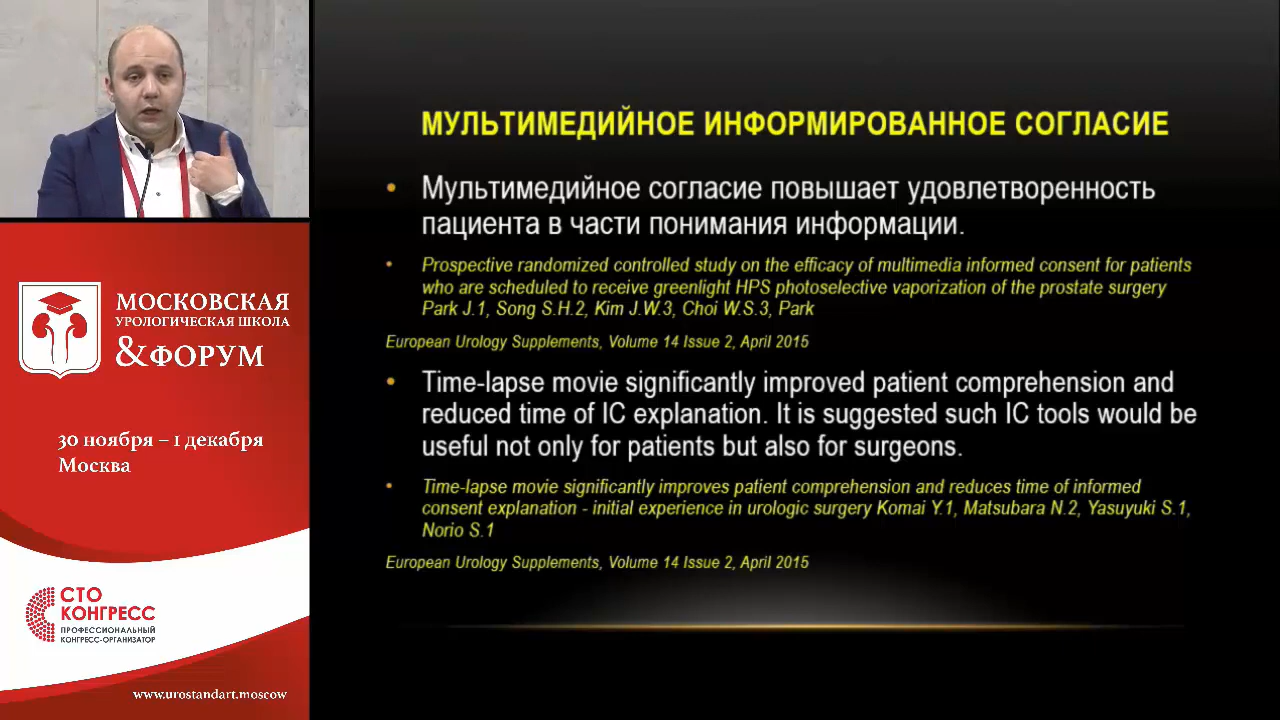 МУЛЬТИМЕДИЙНОЕ ИНФОРМИРОВАННОЕ СОГЛАСИЕ
• Мультимедийное согласие повышает удовлетворенность
пациента в части понимания информации.
• Prospective randomized controlled study on the efficacy of multimedia informed consent for patients
who are scheduled to receive greenlight HPS photoselective vaporization of the prostate surgery
Park J.1, Song S.H.2, Kim J.W.3, Choi W.S.3, Park
European Urology Supplements, Volume 14 Issue 2, April 2015
• Time-lapse movie significantly improved patient comprehension and
reduced time of IC explanation. It is suggested such IC tools would be
useful not only for patients but also for surgeons.
• Time-lapse movie significantly improves patient comprehension and reduces time of informed
consent explanation - initial experience in urologic surgery Komai Y.1, Matsubara N.2, Yasuyuki S.1,
Norio S.1
European Urology Supplements, Volume 14 Issue 2, April 2015
МОСКОВСКАЯ
УРОЛОГИЧЕСКАЯ ШКОЛА
&ФОРУМ
30 ноября – 1 декабря
Москва
СТО
КОНГРЕСС
ПРОФЕССИОНАЛЬНЫЙ
КОНГРЕСС-ОРГАНИЗАТОР
www.urostandart.moscow